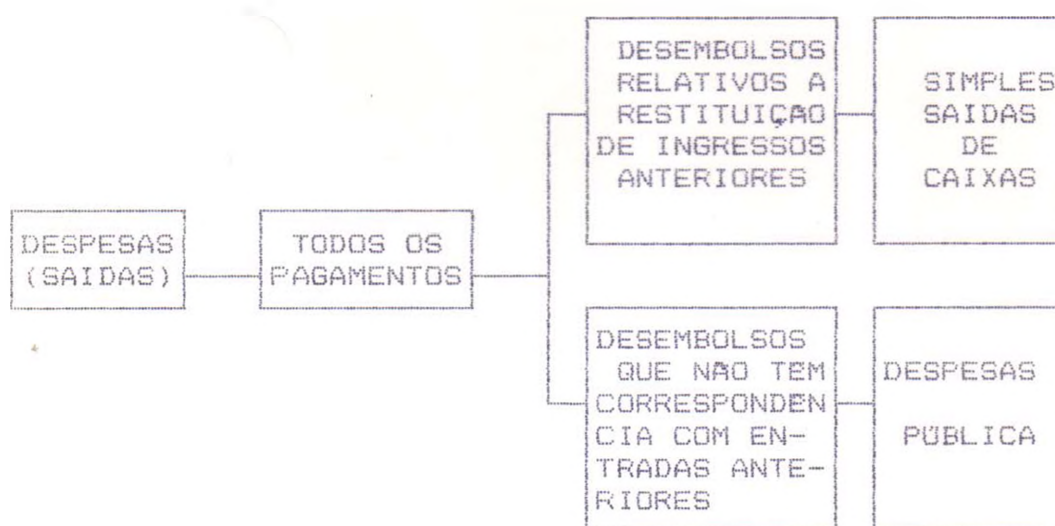 DESPESAS
(SAIDAS)
TODOS OS
PAGAMENTOS
DESEMBOLSOS
RELATIVOS A
RESTITUIÇAO
DE INGRESSOS
ANTERIORES
SIMPLES
SAIDAS
DE
CAIXAS
DESEMBOLSOS
QUE NÃO TEM
CORRESPONDEN
CIA COM EN-
TRADAS ANTE-
RIORES
DESPESAS
PÚBLICA